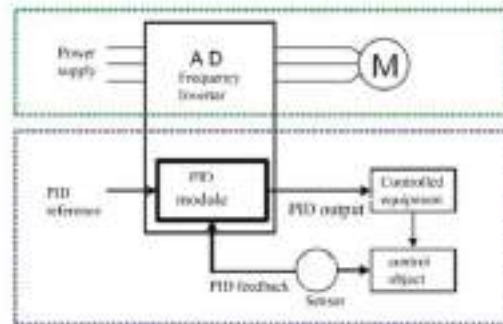 Power
supply
A D
Frequency
Inverter
M
PID
reference
PID
module
PID output
Controlled
equipment
PID feedback
Sensor
control
object